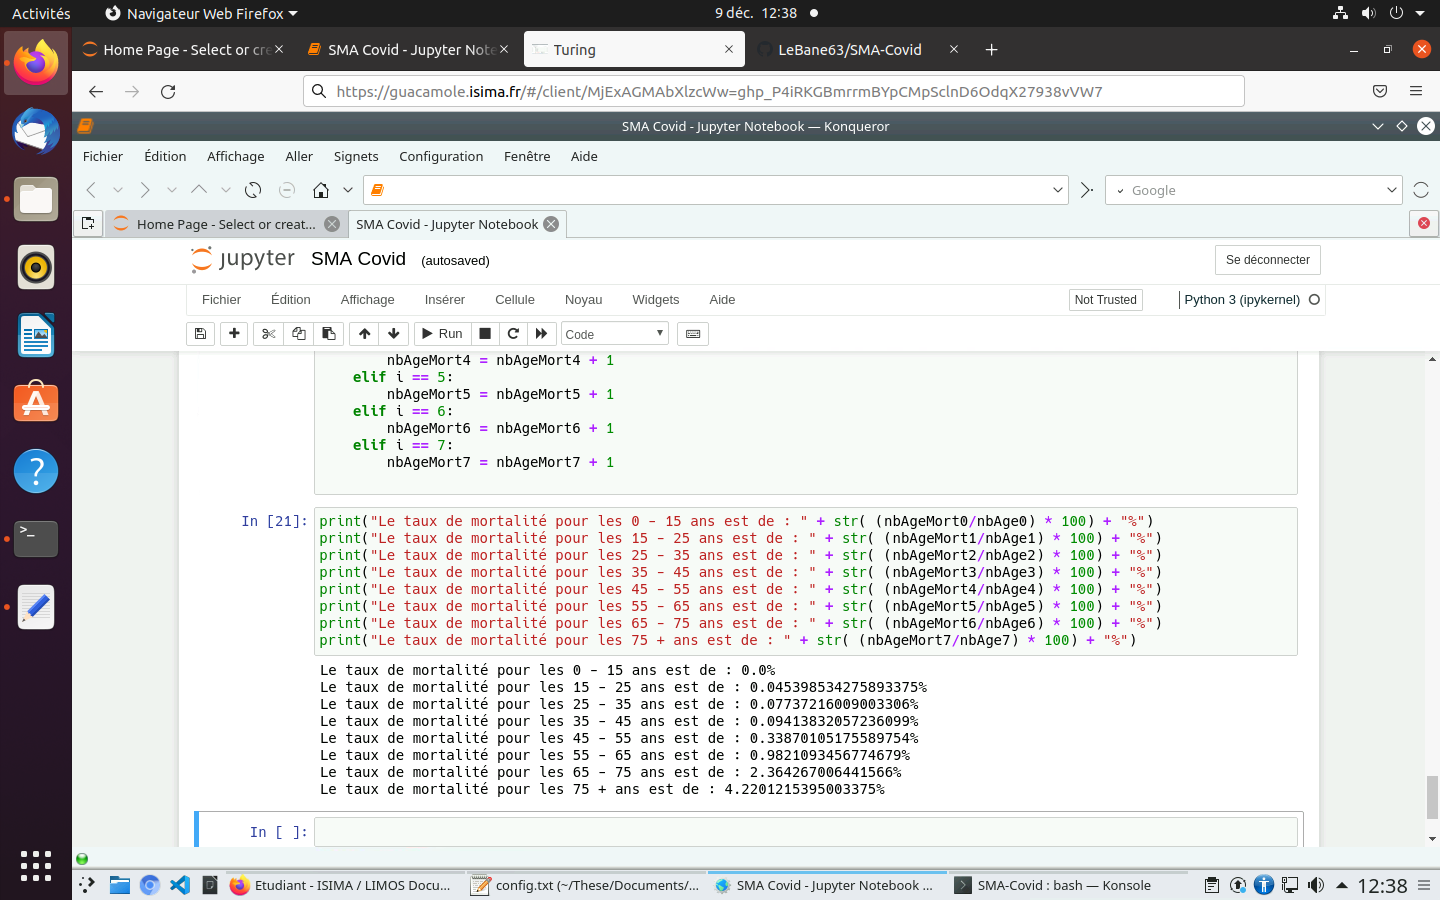 Activités
Navigateur Web Firefox
9 déc. 12:38
Home Page - Select or cre
SMA Covid - Jupyter Note
Turing
LeBane63/SMA-Covid
https://guacamole.isima.fr/#/client/MjExAGMAbXlzcWw=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
SMA Covid - Jupyter Notebook — Konqueror
Fichier Édition Affichage Aller Signets Configuration Fenêtre Aide
Google
Home Page - Select or creat...
SMA Covid - Jupyter Notebook
jupyter SMA Covid (autosaved)
Se déconnecter
Fichier Édition Affichage Insérer Cellule Noyau Widgets Aide
Not Trusted
Python 3 (ipykernel)
Run
Code
nbAgeMort4 = nbAgeMort4 + 1
elif i == 5:
nbAgeMort5 = nbAgeMort5 + 1
elif i == 6:
nbAgeMort6 = nbAgeMort6 + 1
elif i == 7:
nbAgeMort7 = nbAgeMort7 + 1
In [21]:
print("Le taux de mortalité pour les 0 - 15 ans est de : " + str( (nbAgeMort0/nbAge0) * 100) + "%")
print("Le taux de mortalité pour les 15 - 25 ans est de : " + str( (nbAgeMort1/nbAge1) * 100) + "%")
print("Le taux de mortalité pour les 25 - 35 ans est de : " + str( (nbAgeMort2/nbAge2) * 100) + "%")
print("Le taux de mortalité pour les 35 - 45 ans est de : " + str( (nbAgeMort3/nbAge3) * 100) + "%")
print("Le taux de mortalité pour les 45 - 55 ans est de : " + str( (nbAgeMort4/nbAge4) * 100) + "%")
print("Le taux de mortalité pour les 55 - 65 ans est de : " + str( (nbAgeMort5/nbAge5) * 100) + "%")
print("Le taux de mortalité pour les 65 - 75 ans est de : " + str( (nbAgeMort6/nbAge6) * 100) + "%")
print("Le taux de mortalité pour les 75 + ans est de : " + str( (nbAgeMort7/nbAge7) * 100) + "%")
Le taux de mortalité pour les 0 - 15 ans est de : 0.0%
Le taux de mortalité pour les 15 - 25 ans est de : 0.045398534275893375%
Le taux de mortalité pour les 25 - 35 ans est de : 0.07737216009003306%
Le taux de mortalité pour les 35 - 45 ans est de : 0.09413832057236099%
Le taux de mortalité pour les 45 - 55 ans est de : 0.33870105175589754%
Le taux de mortalité pour les 55 - 65 ans est de : 0.9821093456774679%
Le taux de mortalité pour les 65 - 75 ans est de : 2.364267006441566%
Le taux de mortalité pour les 75 + ans est de : 4.2201215395003375%
In [ ]:
Etudiant - ISIMA / LIMOS Docu...
config.txt (~/These/Documents/...
SMA Covid - Jupyter Notebook ...
SMA-Covid : bash — Konsole
12:38